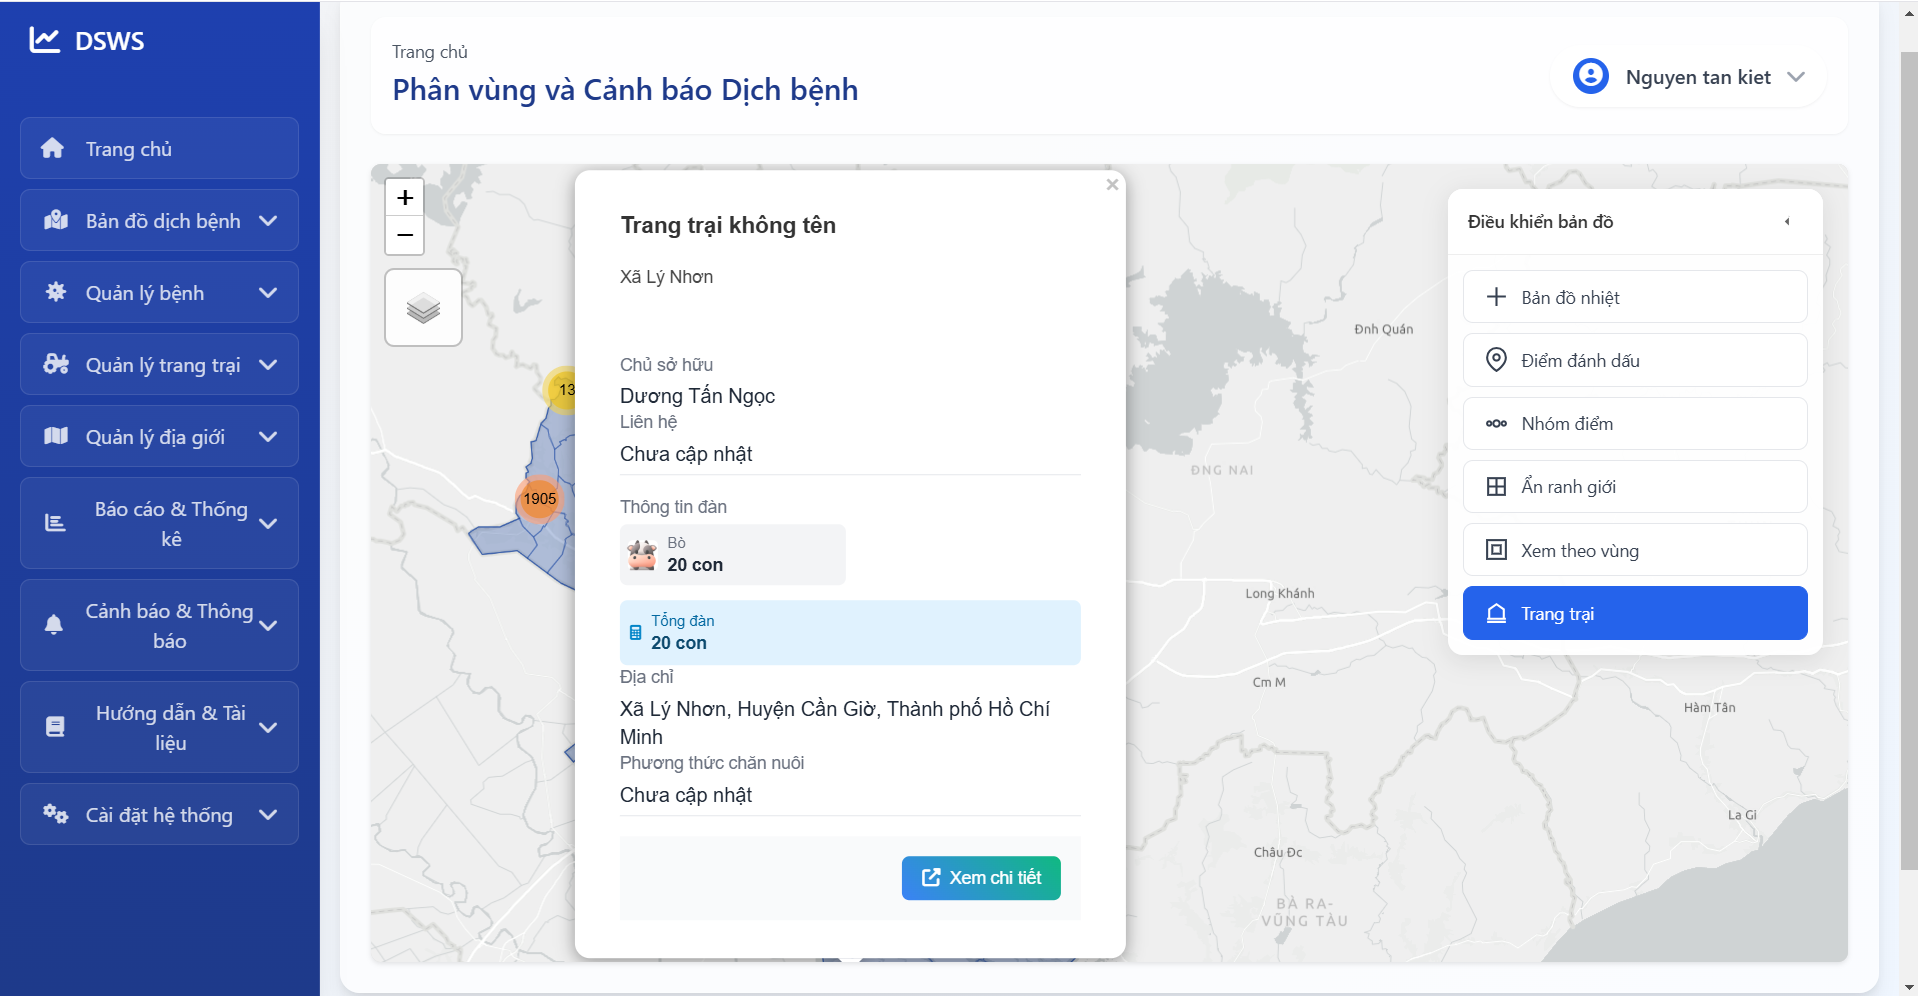 DSWS
Trang chủ
Bản đồ dịch bệnh
Quản lý bệnh
Quản lý trang trại
Quản lý địa giới
Báo cáo & Thống
kê
Cảnh báo & Thông
báo
Hướng dẫn & Tài
liệu
Cài đặt hệ thống
Trang chủ
Phân vùng và Cảnh báo Dịch bệnh
Nguyen tan kiet
+
−
13
1905
Trang trại không tên
Xã Lý Nhơn
Chủ sở hữu
Dương Tấn Ngọc
Liên hệ
Chưa cập nhật
Thông tin đàn
Bò
20 con
Tổng đàn
20 con
Địa chỉ
Xã Lý Nhơn, Huyện Cần Giờ, Thành phố Hồ Chí
Minh
Phương thức chăn nuôi
Chưa cập nhật
Xem chi tiết
Đnh Quán
ĐNG NAI
Long Khánh
Cm M
Hàm Tân
La Gi
Châu Đc
BÀ RA-
VŨNG TÀU
Điều khiển bản đồ
Bản đồ nhiệt
Điểm đánh dấu
Nhóm điểm
Ẩn ranh giới
Xem theo vùng
Trang trại